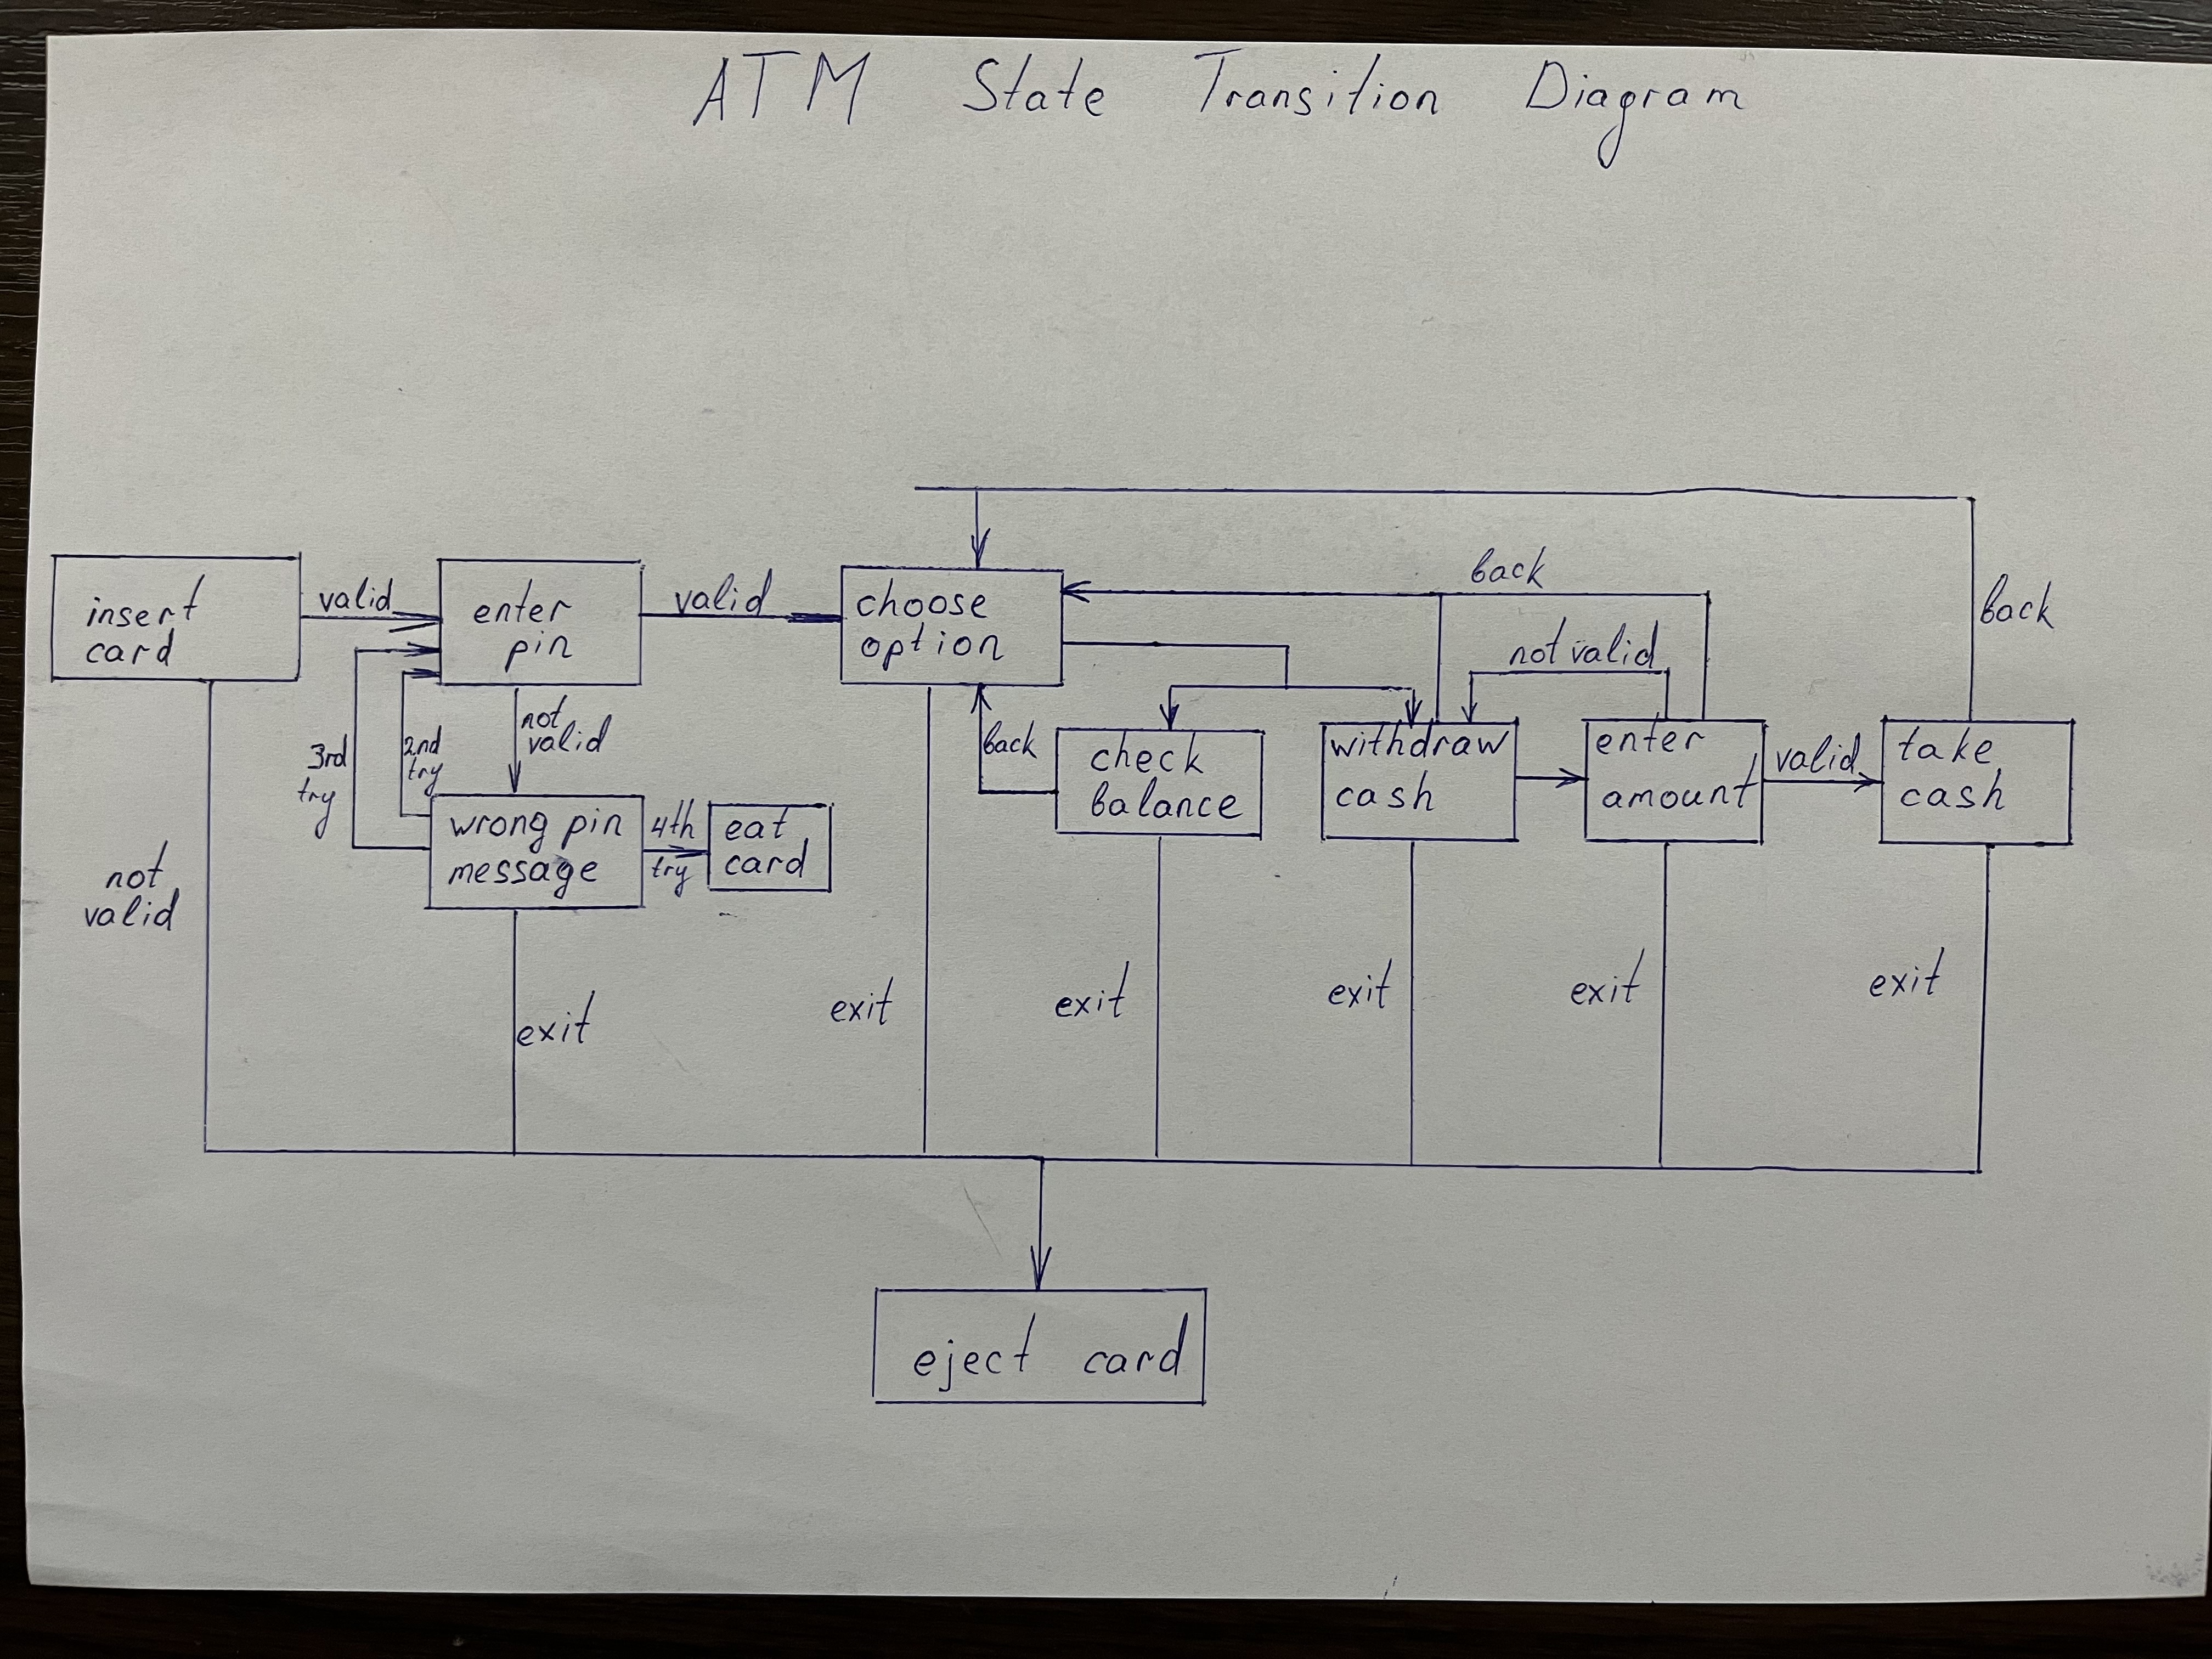 ATM State Transition Diagram
back
insert
card
valid
enter
pin
valid
choose
option
back
not valid
back
3rd
try
2nd
try
not
valid
wrong pin
message
4th
try
eat
card
back
check
balance
withdraw
cash
enter
amount
valid
take
cash
not
valid
exit
exit
exit
exit
exit
exit
eject card